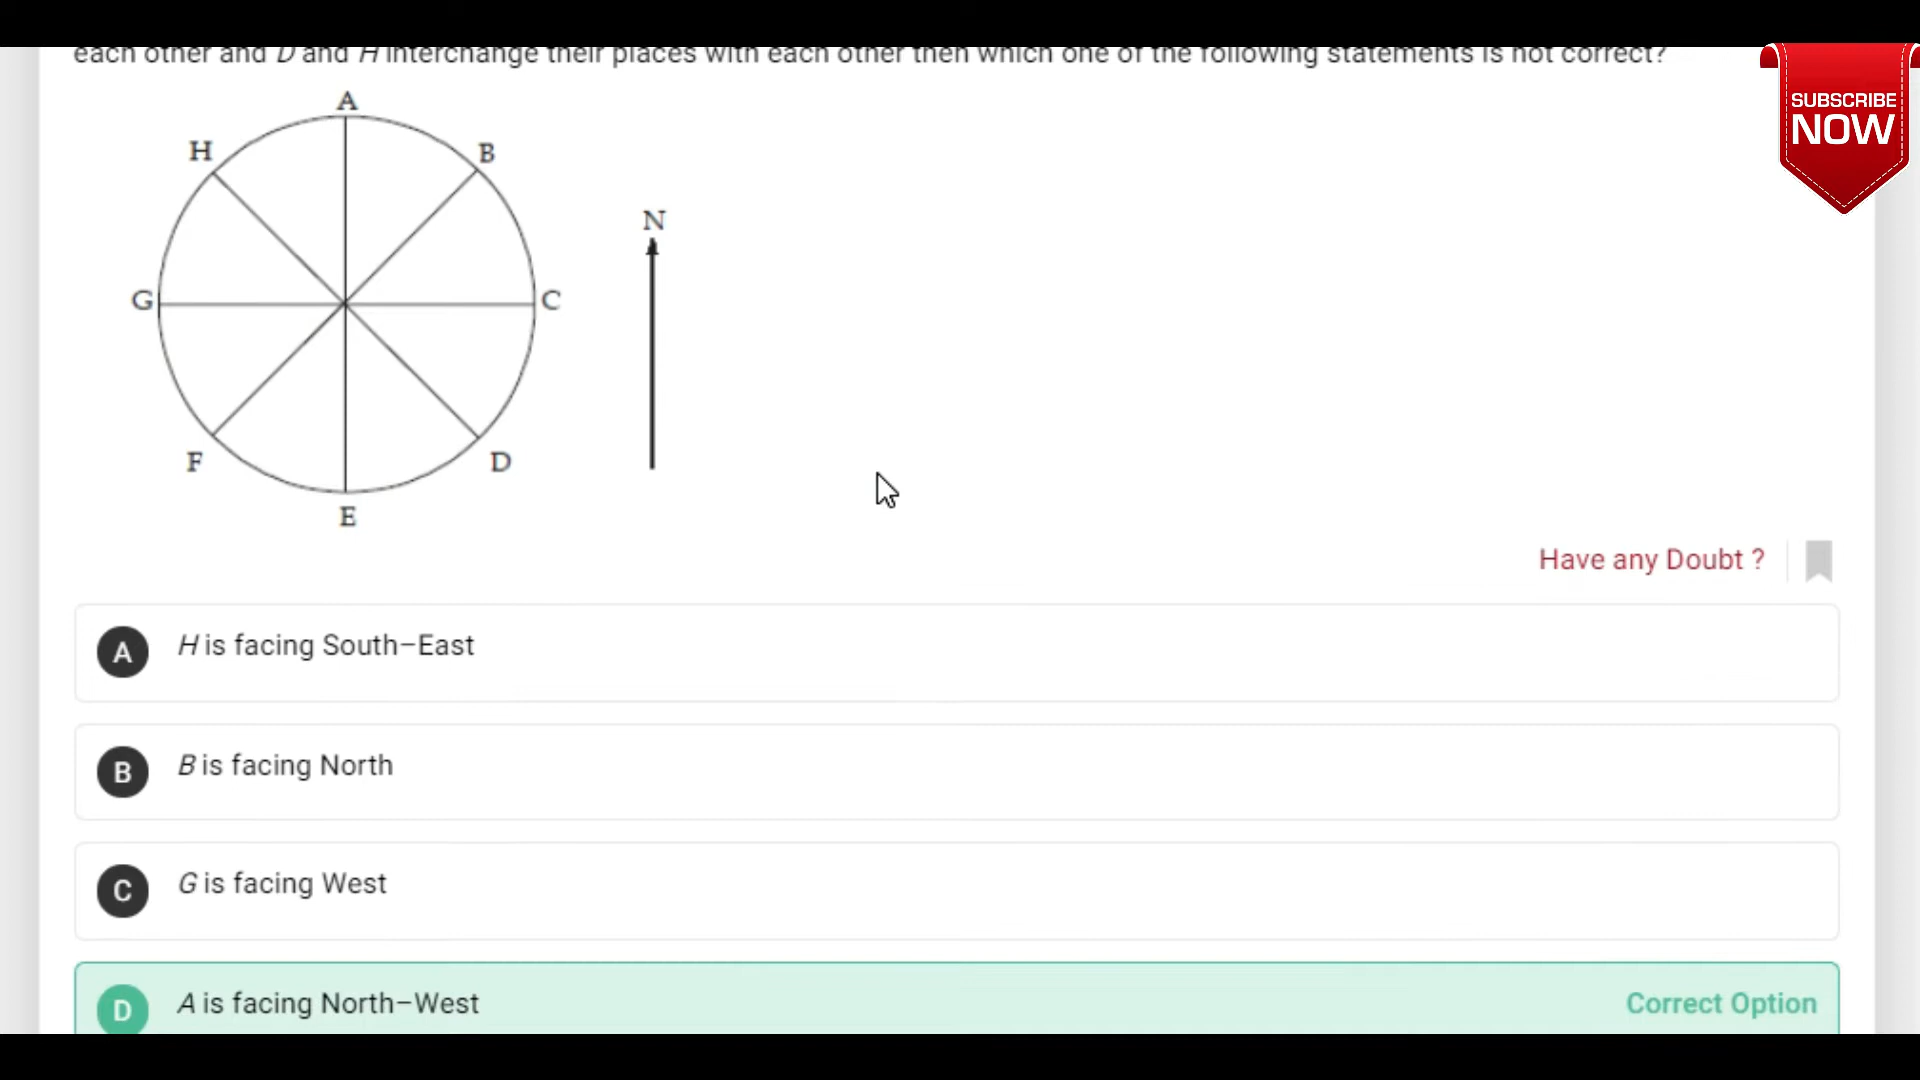 each other and D and H interchange their places with each other then which one of the following statements is not correct?
SUBSCRIBE
NOW
A
H
B
N
G
C
F
D
E
Have any Doubt ?
A H is facing South–East
B B is facing North
C G is facing West
D A is facing North–West Correct Option